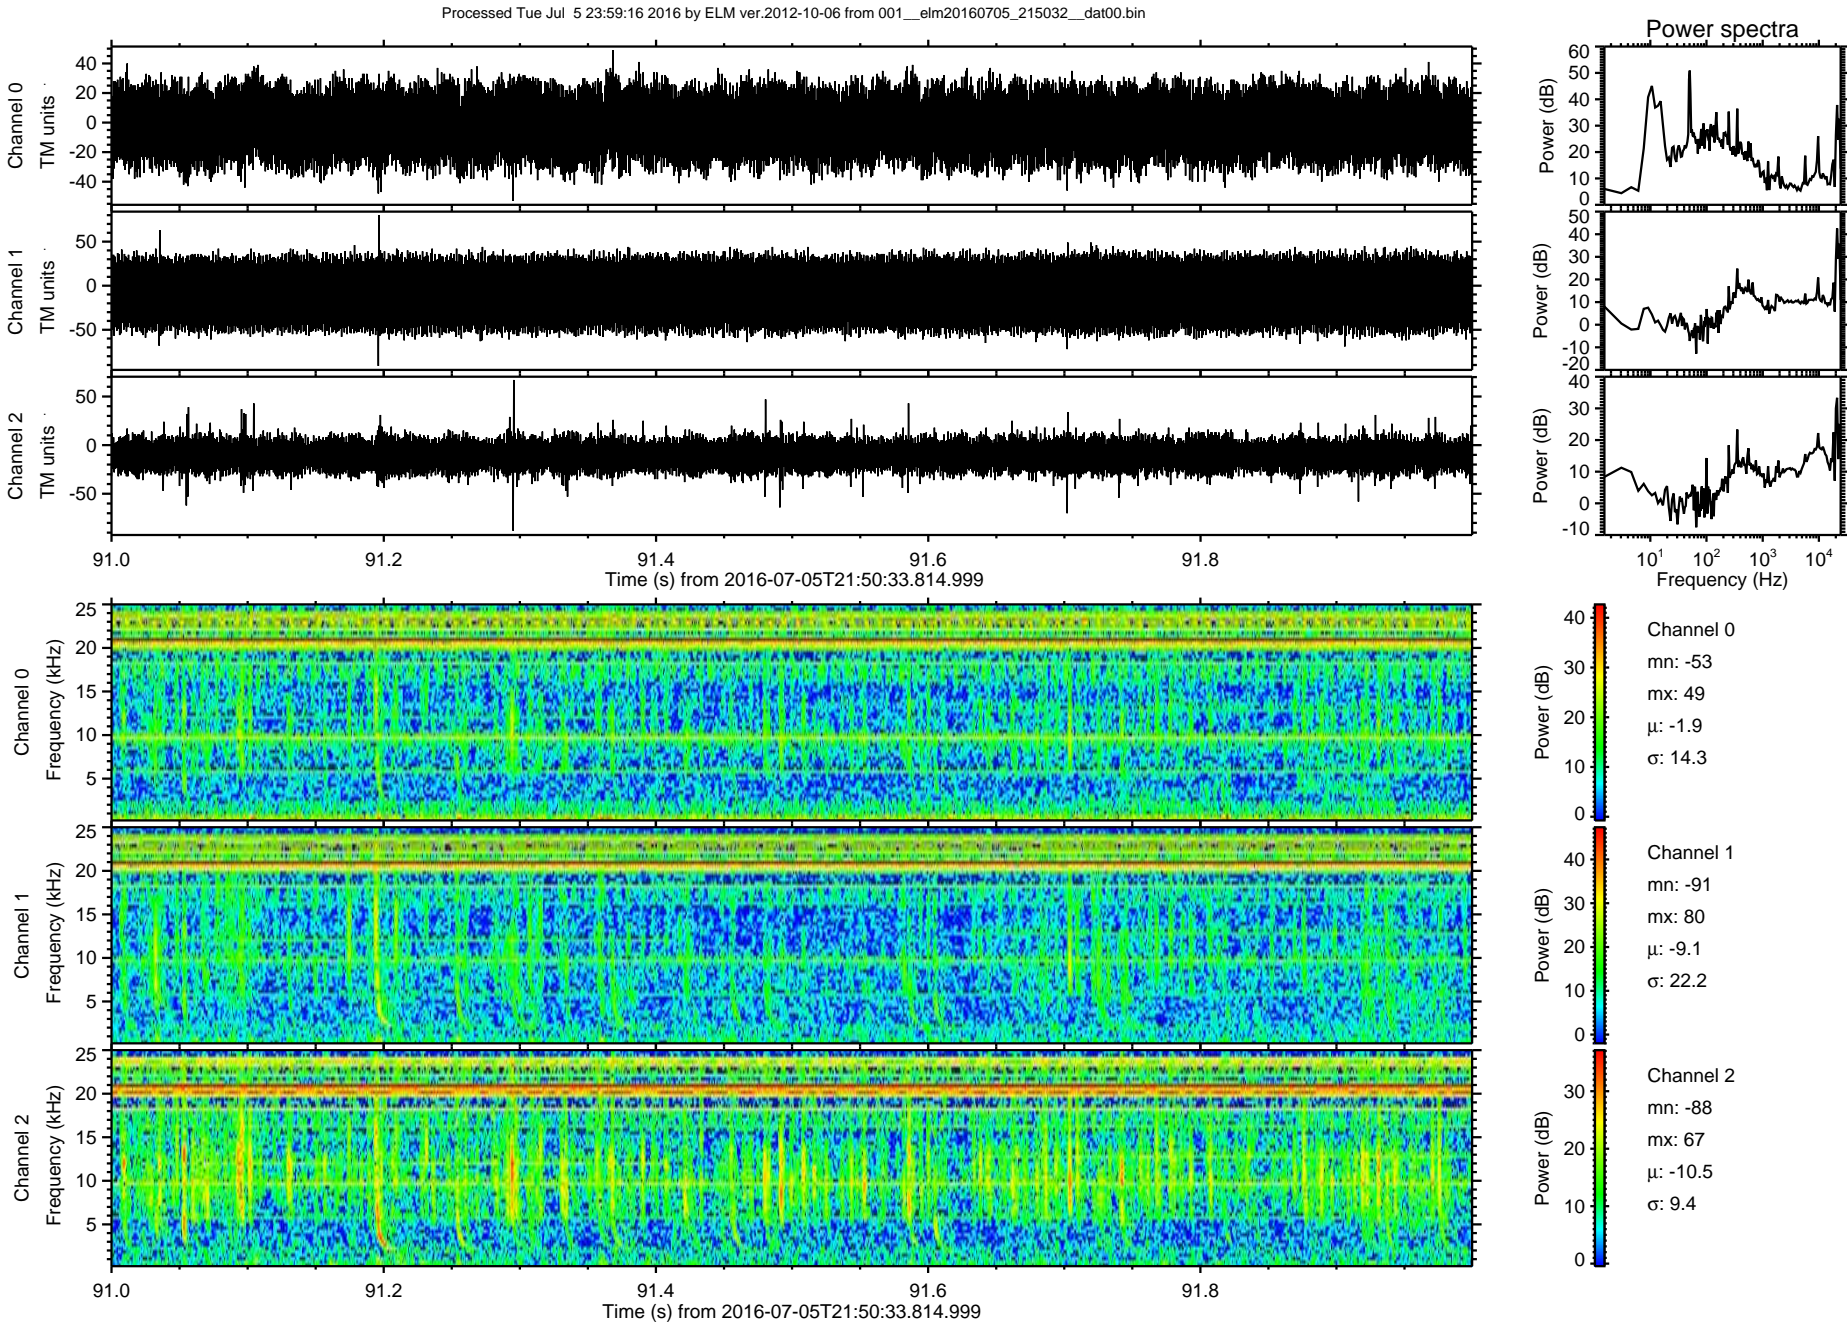 Processed Tue Jul  5 23:59:16 2016 by ELM ver.2012-10-06 from 001__elm20160705_215032__dat00.bin
Power spectra
Channel 0
TM units
40
20
0
-20
-40
Power (dB)
60
50
40
30
20
10
0
Channel 1
TM units
50
0
-50
Power (dB)
50
40
30
20
10
0
-10
-20
Channel 2
TM units
50
0
-50
Power (dB)
40
30
20
10
0
-10
91.0 91.2 91.4 91.6 91.8
Time (s) from 2016-07-05T21:50:33.814.999
10¹ 10² 10³ 10⁴
Frequency (Hz)
Channel 0
Frequency (kHz)
25
20
15
10
5
Power (dB)
40
30
20
10
0
Channel 0
mn: -53
mx: 49
μ: -1.9
σ: 14.3
Channel 1
Frequency (kHz)
25
20
15
10
5
Power (dB)
40
30
20
10
0
Channel 1
mn: -91
mx: 80
μ: -9.1
σ: 22.2
Channel 2
Frequency (kHz)
25
20
15
10
5
Power (dB)
30
20
10
0
Channel 2
mn: -88
mx: 67
μ: -10.5
σ: 9.4
91.0 91.2 91.4 91.6 91.8
Time (s) from 2016-07-05T21:50:33.814.999